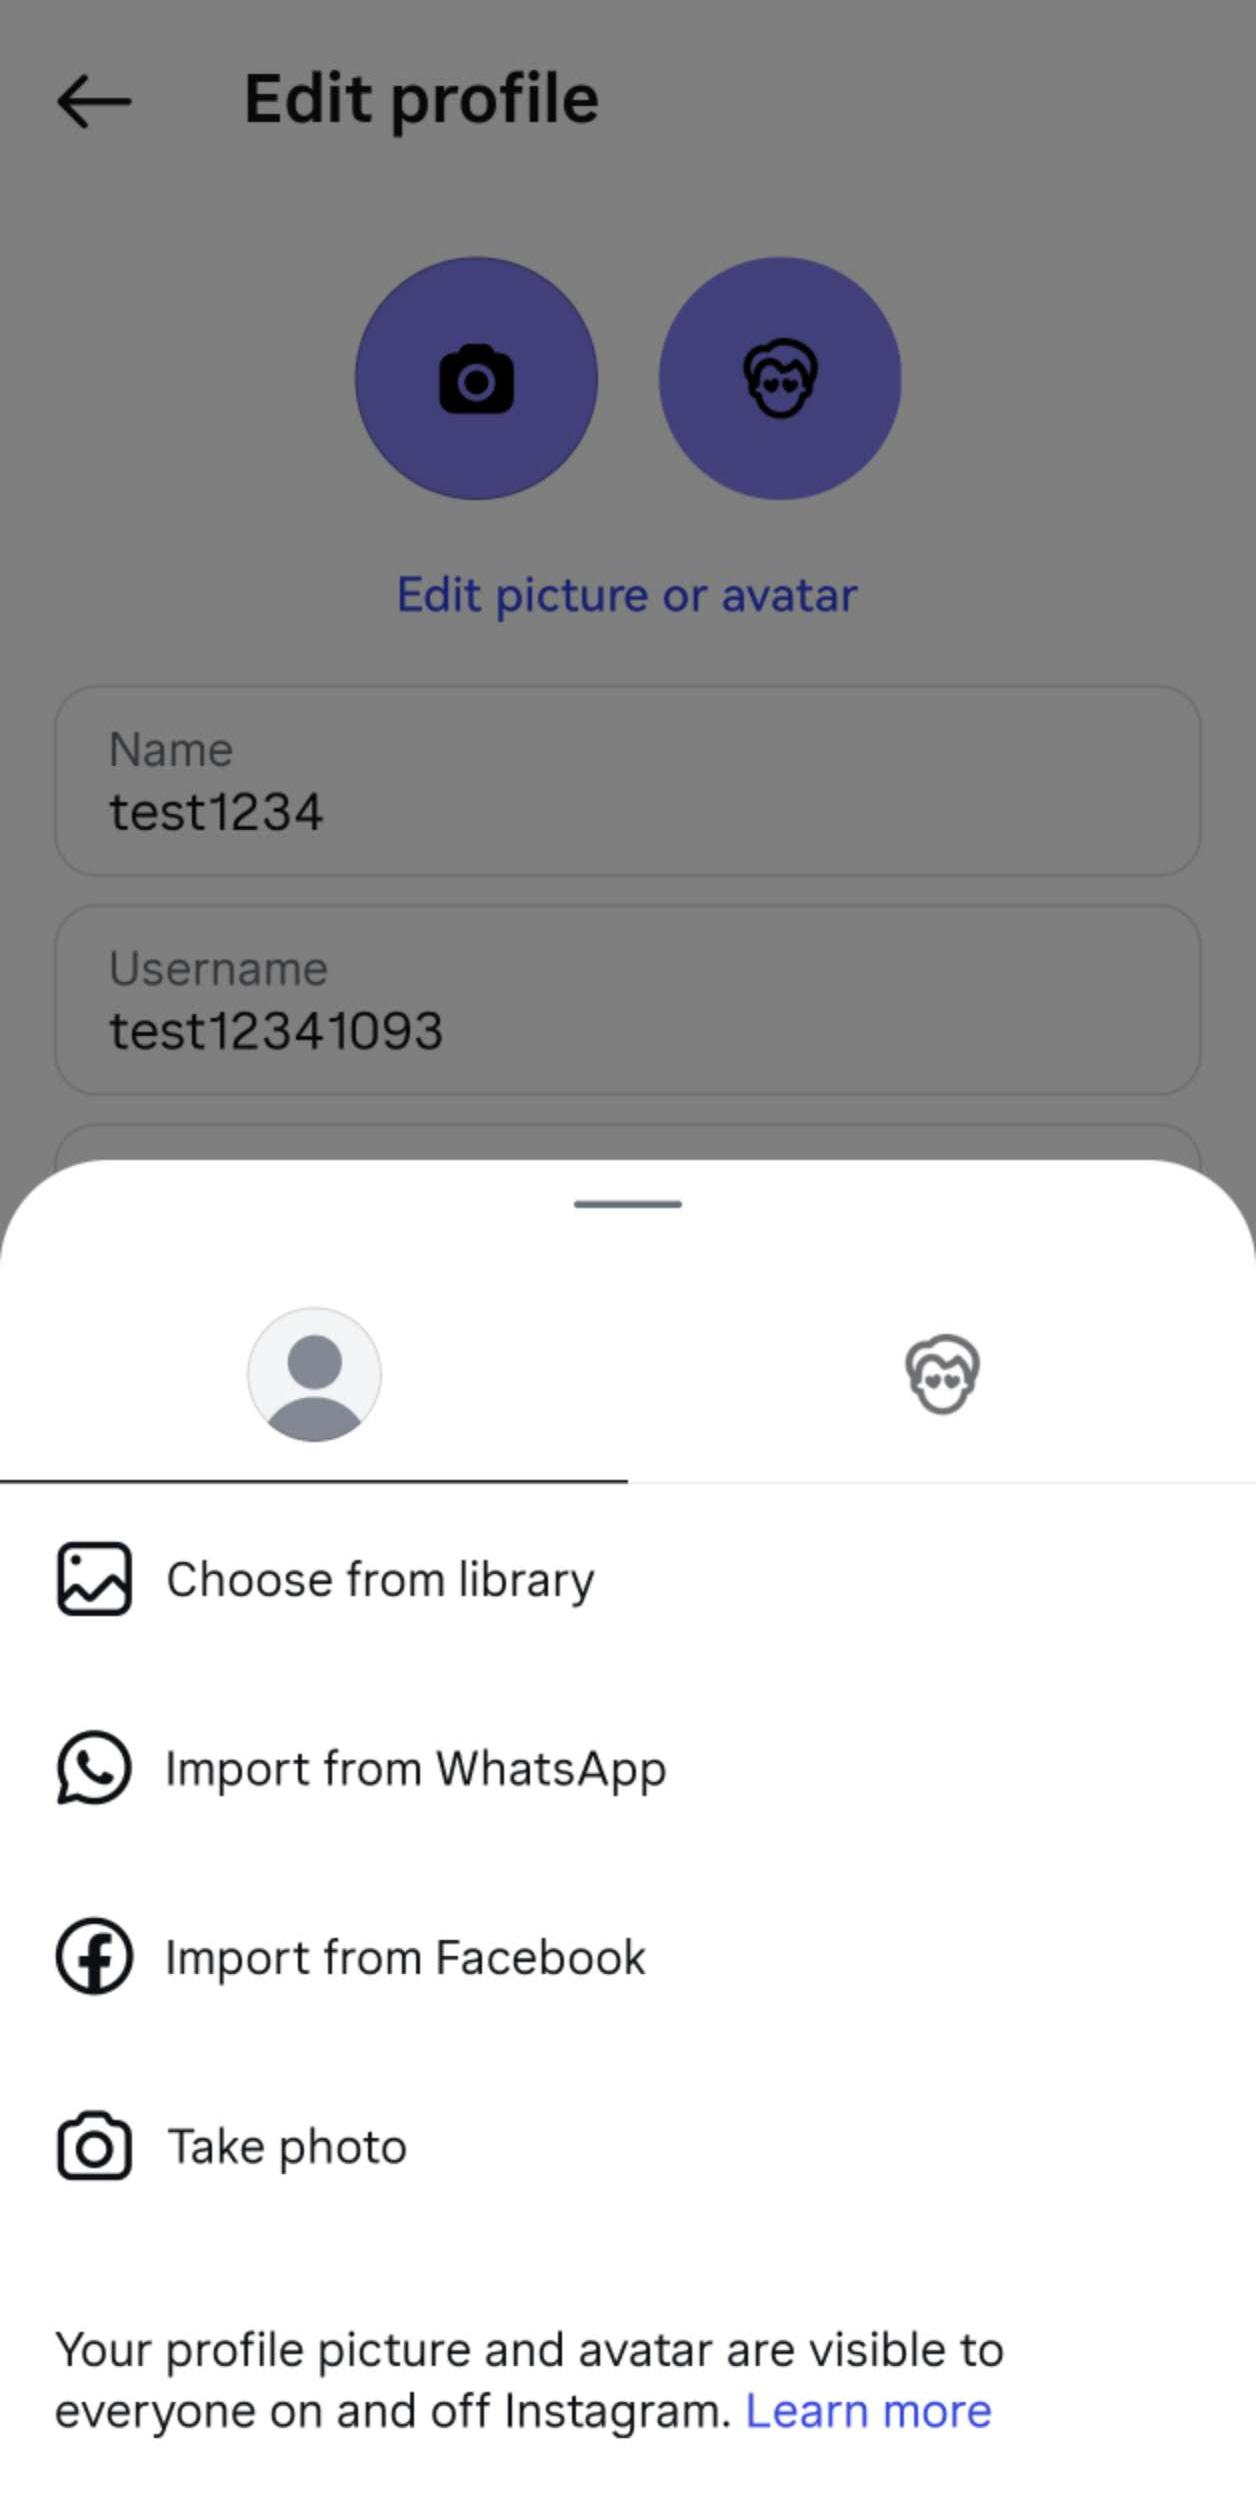 Edit profile
Edit picture or avatar
Name
test1234
Username
test12341093
Choose from library
Import from WhatsApp
Import from Facebook
Take photo
Your profile picture and avatar are visible to
everyone on and off Instagram. Learn more